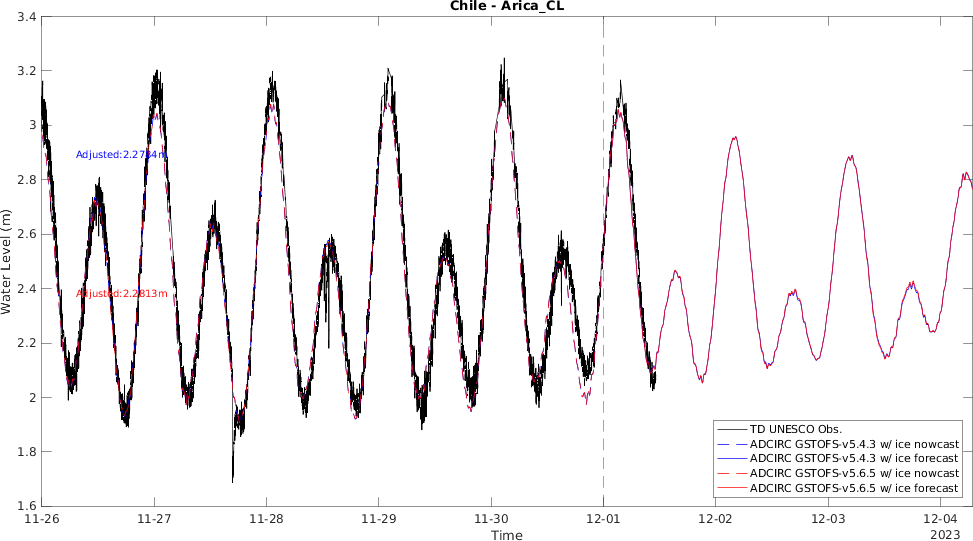 Chile - Arica_CL
3.4
3.2
3
2.8
2.6
2.4
2.2
2
1.8
1.6
Water Level (m)
Adjusted:2.2784m
Adjusted:2.2813m
TD UNESCO Obs.
ADCIRC GSTOFS-v5.4.3 w/ ice nowcast
ADCIRC GSTOFS-v5.4.3 w/ ice forecast
ADCIRC GSTOFS-v5.6.5 w/ ice nowcast
ADCIRC GSTOFS-v5.6.5 w/ ice forecast
11-26 11-27 11-28 11-29 11-30 12-01 12-02 12-03 12-04
Time
2023